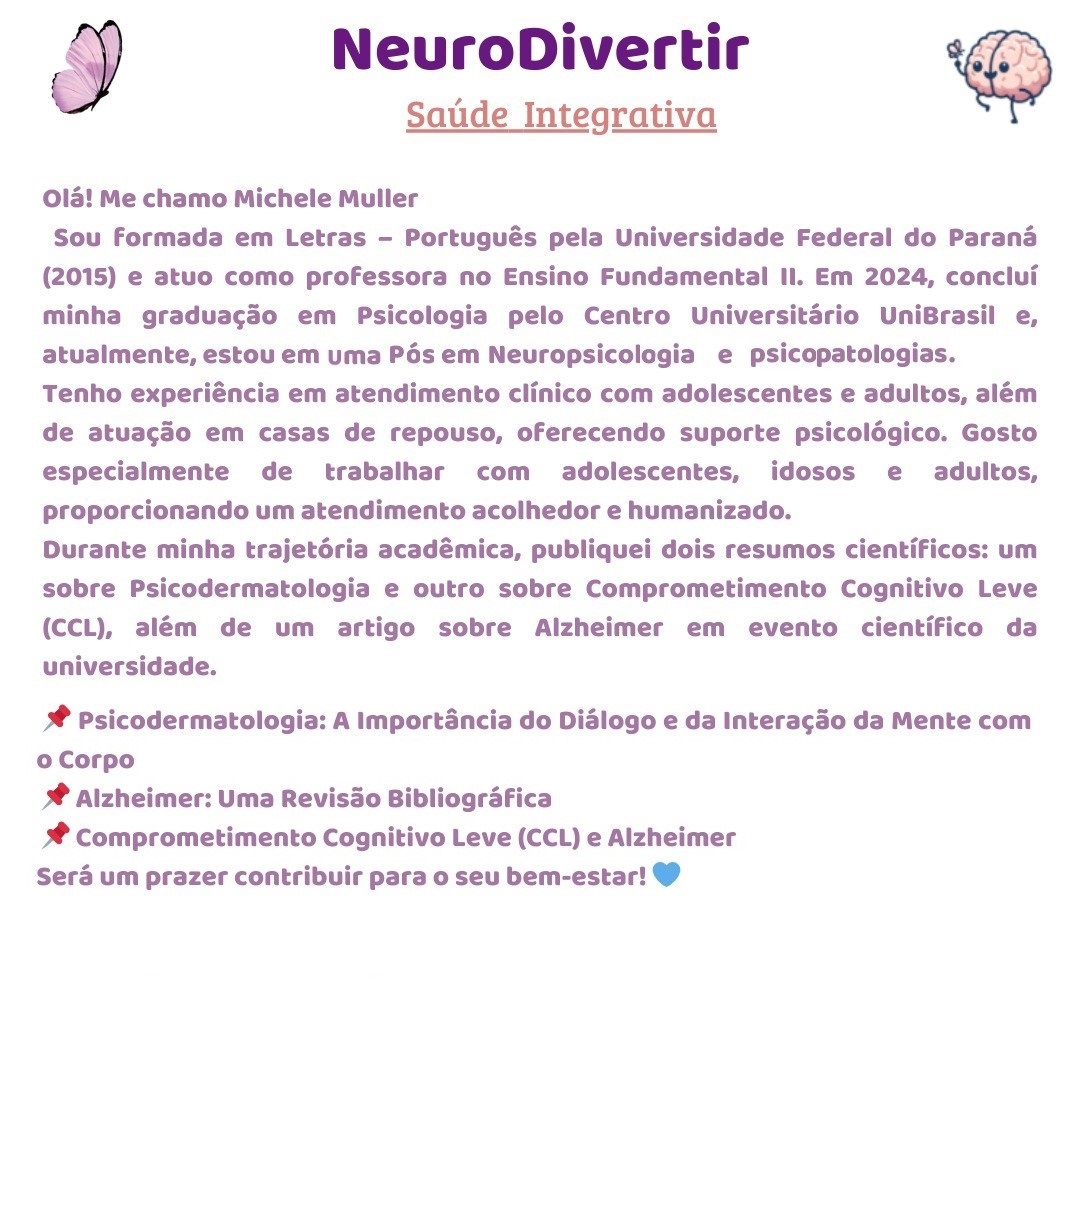 NeuroDivertir
Saúde Integrativa
Olá! Me chamo Michele Muller
Sou formada em Letras – Português pela Universidade Federal do Paraná
(2015) e atuo como professora no Ensino Fundamental II. Em 2024, concluí
minha graduação em Psicologia pelo Centro Universitário UniBrasil e,
atualmente, estou em uma Pós em Neuropsicologia e psicopatologias.
Tenho experiência em atendimento clínico com adolescentes e adultos, além
de atuação em casas de repouso, oferecendo suporte psicológico. Gosto
especialmente de trabalhar com adolescentes, idosos e adultos,
proporcionando um atendimento acolhedor e humanizado.
Durante minha trajetória acadêmica, publiquei dois resumos científicos: um
sobre Psicodermatologia e outro sobre Comprometimento Cognitivo Leve
(CCL), além de um artigo sobre Alzheimer em evento científico da
universidade.
📌 Psicodermatologia: A Importância do Diálogo e da Interação da Mente com
o Corpo
📌 Alzheimer: Uma Revisão Bibliográfica
📌 Comprometimento Cognitivo Leve (CCL) e Alzheimer
Será um prazer contribuir para o seu bem-estar! 💙